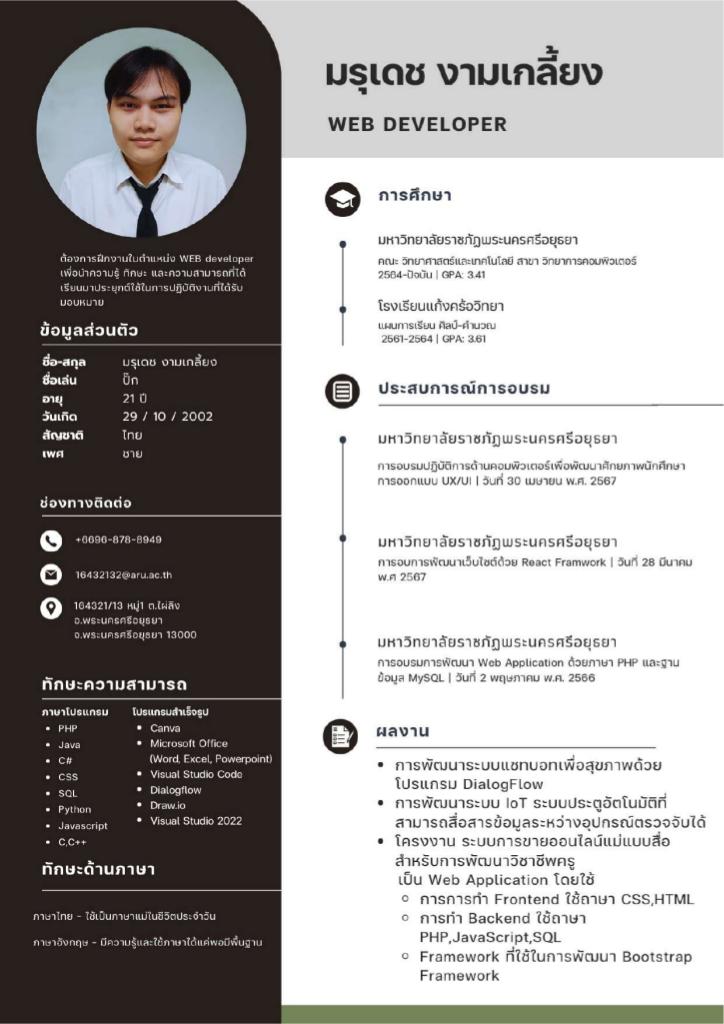 มรุเดช งามเกลี้ยง
WEB DEVELOPER
ต้องการฝึกงานในตำแหน่ง WEB developer
เพื่อนำความรู้ ทักษะ และความสามารถที่ได้
เรียนมาประยุกต์ใช้ในการปฏิบัติงานที่ได้รับ
มอบหมาย
ข้อมูลส่วนตัว
ชื่อ-สกุล มรุเดช งามเกลี้ยง
ชื่อเล่น ปิ๊ก
อายุ 21 ปี
วันเกิด 29 / 10 / 2002
สัญชาติ ไทย
เพศ ชาย
ช่องทางติดต่อ
+6696-878-8949
16432132@aru.ac.th
164321/13 หมู่1 ต.ไผ่ลิง
อ.พระนครศรีอยุธยา
จ.พระนครศรีอยุธยา 13000
ทักษะความสามารถ
ภาษาโปรแกรม
• PHP
• Java
• C#
• CSS
• SQL
• Python
• Javascript
• C,C++
โปรแกรมสำเร็จรูป
• Canva
• Microsoft Office
(Word, Excel, Powerpoint)
• Visual Studio Code
• Dialogflow
• Draw.io
• Visual Studio 2022
ทักษะด้านภาษา
ภาษาไทย - ใช้เป็นภาษาแม่ในชีวิตประจำวัน
ภาษาอังกฤษ - มีความรู้และใช้ภาษาได้แค่พอมีพื้นฐาน
การศึกษา
มหาวิทยาลัยราชภัฏพระนครศรีอยุธยา
คณะ วิทยาศาสตร์และเทคโนโลยี สาขา วิทยาการคอมพิวเตอร์
2564-ปัจบัน | GPA: 3.41
โรงเรียนแก้งคร้อวิทยา
แผนการเรียน ศิลป์-คำนวณ
2561-2564 | GPA: 3.61
ประสบการณ์การอบรม
มหาวิทยาลัยราชภัฏพระนครศรีอยุธยา
การอบรมปฏิบัติการด้านคอมพิวเตอร์เพื่อพัฒนาศักยภาพนักศึกษา
การออกแบบ UX/UI | วันที่ 30 เมษายน พ.ศ. 2567
มหาวิทยาลัยราชภัฏพระนครศรีอยุธยา
การอบการพัฒนาเว็บไซต์ด้วย React Framwork | วันที่ 28 มีนาคม
พ.ศ 2567
มหาวิทยาลัยราชภัฏพระนครศรีอยุธยา
การอบรมการพัฒนา Web Application ด้วยภาษา PHP และฐาน
ข้อมูล MySQL | วันที่ 2 พฤษภาคม พ.ศ. 2566
ผลงาน
• การพัฒนาระบบแชทบอทเพื่อสุขภาพด้วย
โปรแกรม DialogFlow
• การพัฒนาระบบ IoT ระบบประตูอัตโนมัติที่
สามารถสื่อสารข้อมูลระหว่างอุปกรณ์ตรวจจับได้
• โครงงาน ระบบการขายออนไลน์แม่แบบสื่อ
สำหรับการพัฒนาวิชาชีพครู
เป็น Web Application โดยใช้
○ การการทำ Frontend ใช้ถาษา CSS,HTML
○ การทำ Backend ใช้ถาษา
PHP,JavaScript,SQL
○ Framework ที่ใช้ในการพัฒนา Bootstrap
Framework